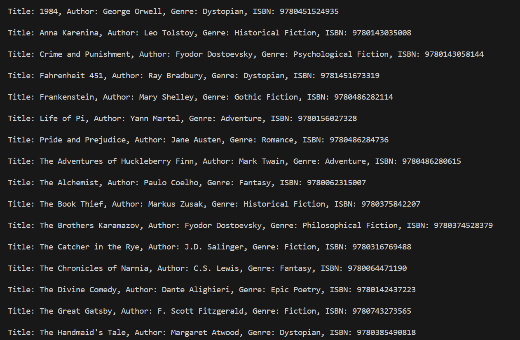 Title: 1984, Author: George Orwell, Genre: Dystopian, ISBN: 9780451524935
Title: Anna Karenina, Author: Leo Tolstoy, Genre: Historical Fiction, ISBN: 9780143035008
Title: Crime and Punishment, Author: Fyodor Dostoevsky, Genre: Psychological Fiction, ISBN: 9780143058144
Title: Fahrenheit 451, Author: Ray Bradbury, Genre: Dystopian, ISBN: 9781451673319
Title: Frankenstein, Author: Mary Shelley, Genre: Gothic Fiction, ISBN: 9780486282114
Title: Life of Pi, Author: Yann Martel, Genre: Adventure, ISBN: 9780156027328
Title: Pride and Prejudice, Author: Jane Austen, Genre: Romance, ISBN: 9780486284736
Title: The Adventures of Huckleberry Finn, Author: Mark Twain, Genre: Adventure, ISBN: 9780486280615
Title: The Alchemist, Author: Paulo Coelho, Genre: Fantasy, ISBN: 9780062315007
Title: The Book Thief, Author: Markus Zusak, Genre: Historical Fiction, ISBN: 9780375842207
Title: The Brothers Karamazov, Author: Fyodor Dostoevsky, Genre: Philosophical Fiction, ISBN: 9780374528379
Title: The Catcher in the Rye, Author: J.D. Salinger, Genre: Fiction, ISBN: 9780316769488
Title: The Chronicles of Narnia, Author: C.S. Lewis, Genre: Fantasy, ISBN: 9780064471190
Title: The Divine Comedy, Author: Dante Alighieri, Genre: Epic Poetry, ISBN: 9780142437223
Title: The Great Gatsby, Author: F. Scott Fitzgerald, Genre: Fiction, ISBN: 9780743273565
Title: The Handmaid's Tale, Author: Margaret Atwood, Genre: Dystopian, ISBN: 9780385490818